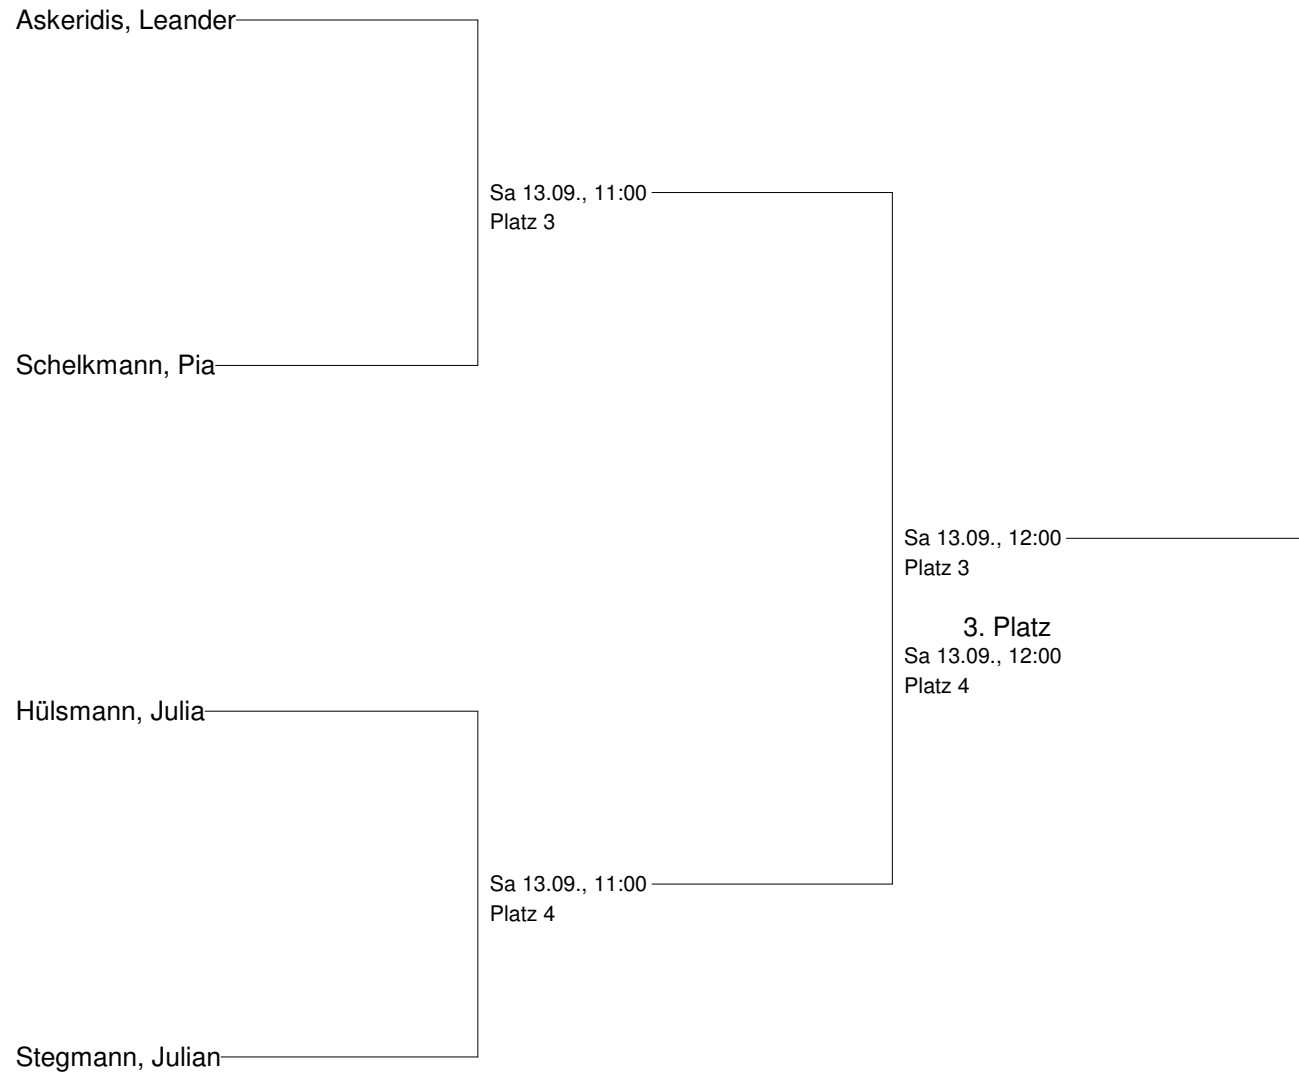 Askeridis, Leander
Sa 13.09., 11:00
Platz 3
Schelkmann, Pia
Sa 13.09., 12:00
Platz 3
3. Platz
Sa 13.09., 12:00
Platz 4
Hülsmann, Julia
Sa 13.09., 11:00
Platz 4
Stegmann, Julian